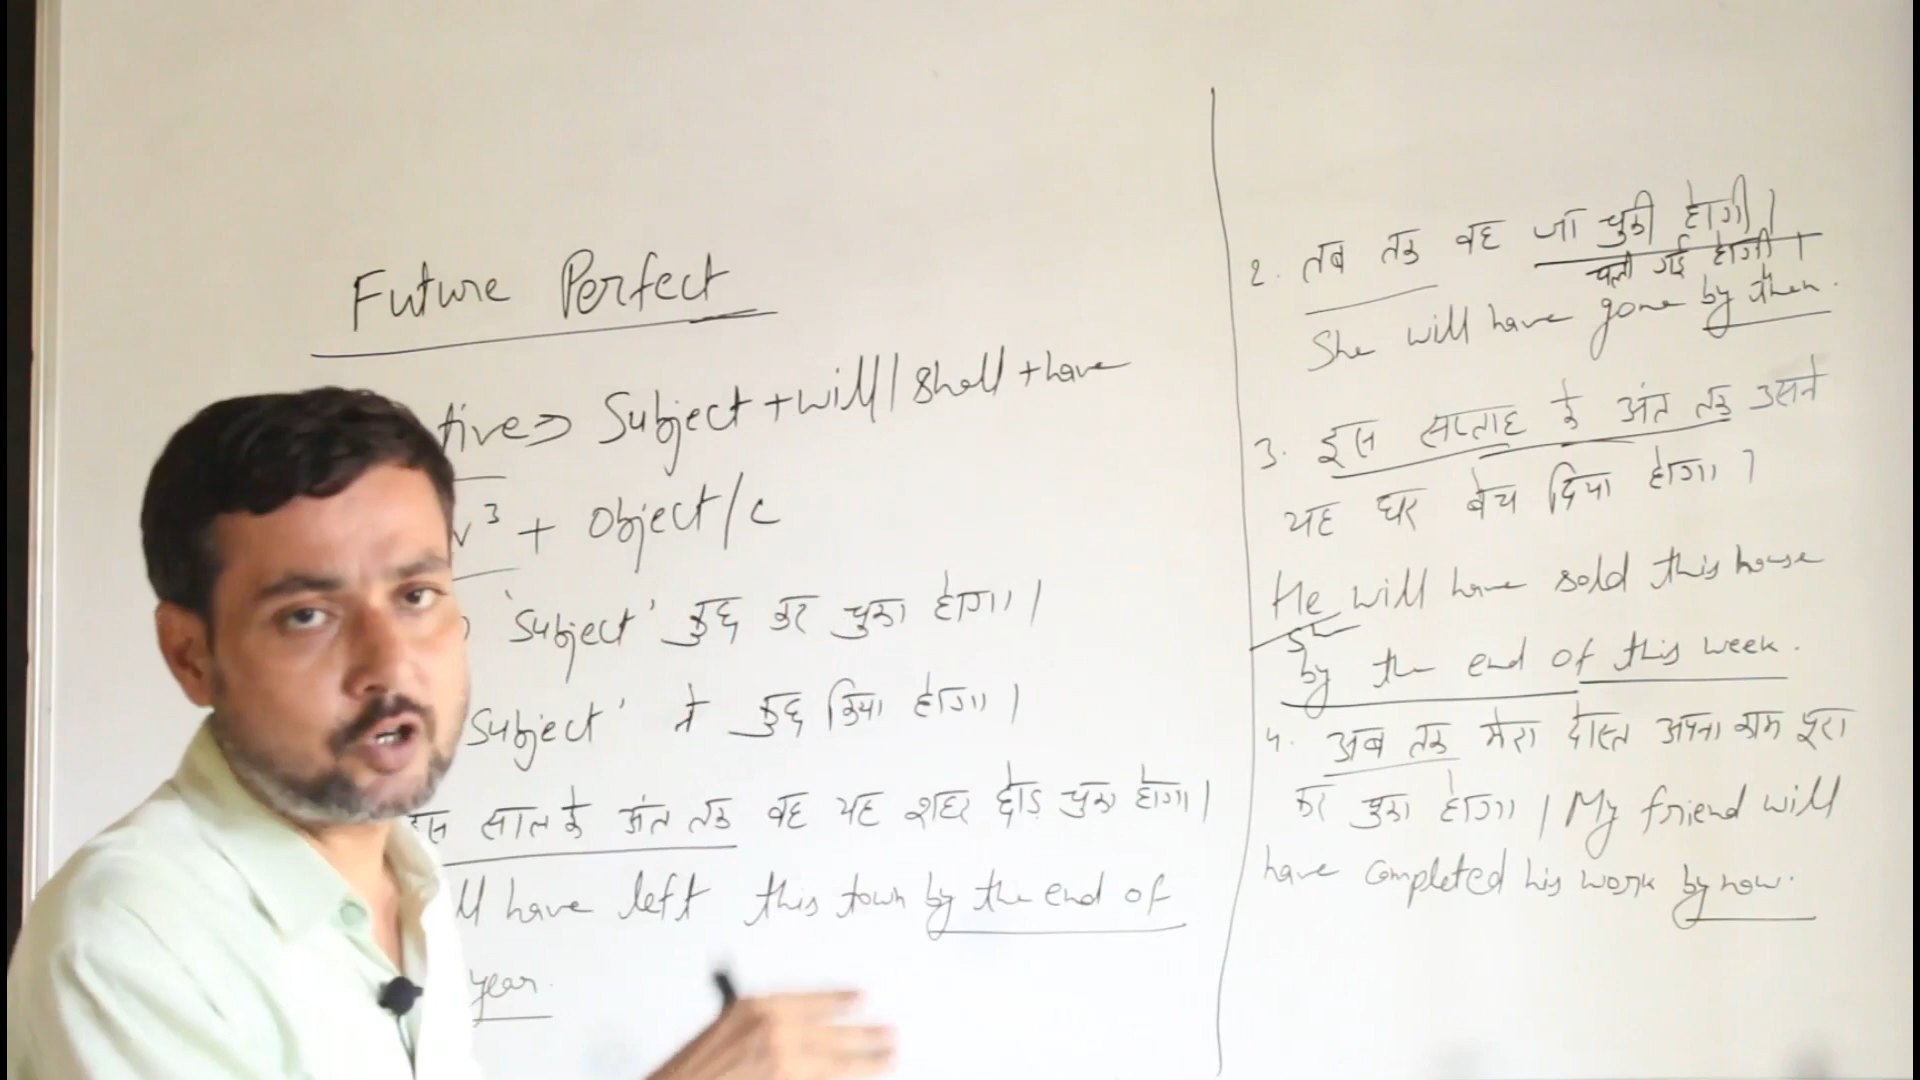 Future Perfect
tive => Subject + will / shall + have
v3 + Object / c
'Subject' कुछ कर चुका होगा।
Subject' ने कुछ किया होगा।
इस साल के अंत तक वह यह शहर छोड़ चुका होगा।
ll have left this town by the end of
year.
2. तब तक वह जा चुकी होगी।
चली गई होगी।
She will have gone by then.
3. इस सप्ताह के अंत तक उसने
यह घर बेच दिया होगा।
He will have sold this house
by the end of this week.
4. अब तक मेरा दोस्त अपना काम पूरा
कर चुका होगा। My friend will
have completed his work by now.